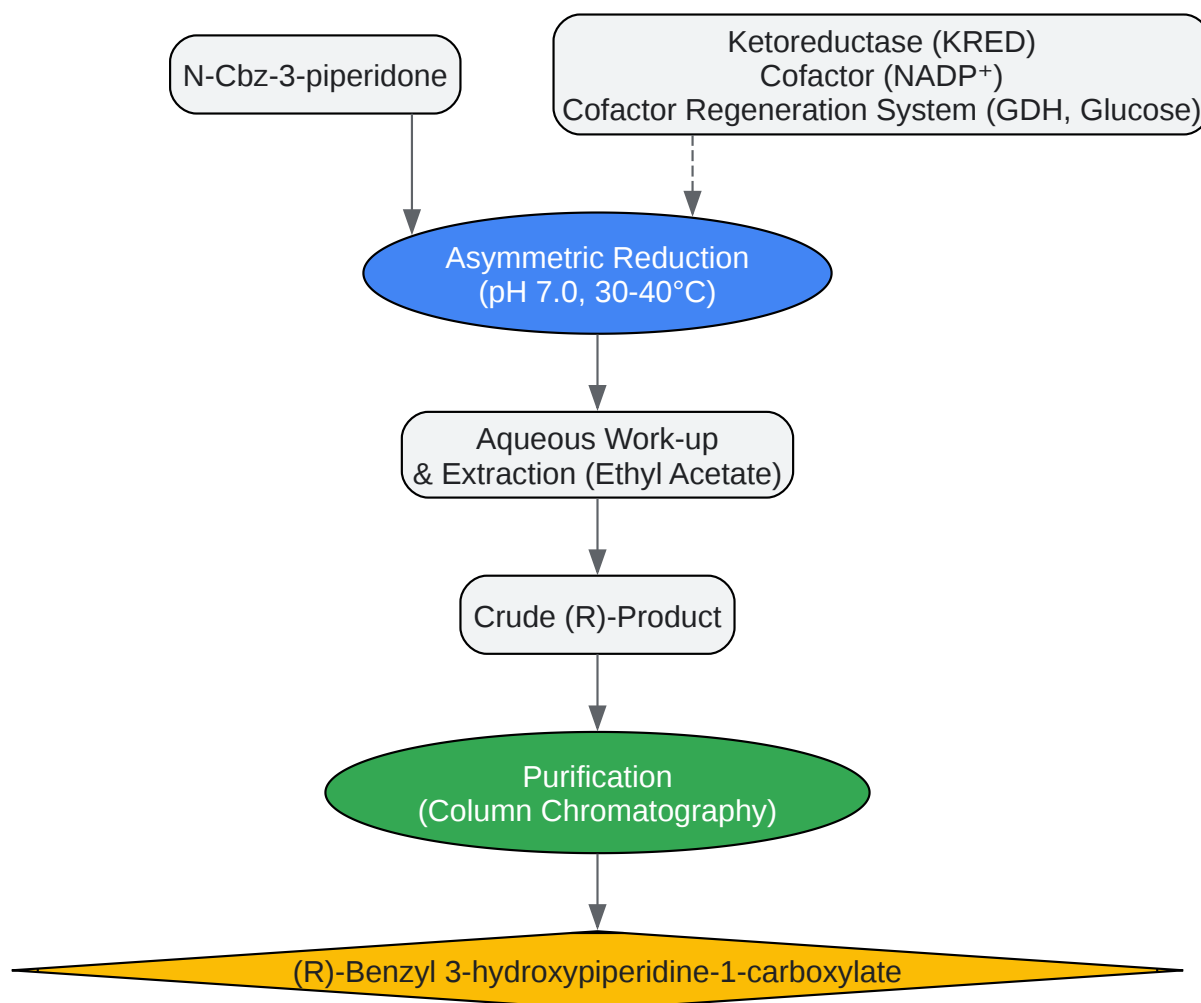 N-Cbz-3-piperidone
Ketoreductase (KRED)
Cofactor (NADP⁺)
Cofactor Regeneration System (GDH, Glucose)
Asymmetric Reduction
(pH 7.0, 30-40°C)
Aqueous Work-up
& Extraction (Ethyl Acetate)
Crude (R)-Product
Purification
(Column Chromatography)
(R)-Benzyl 3-hydroxypiperidine-1-carboxylate